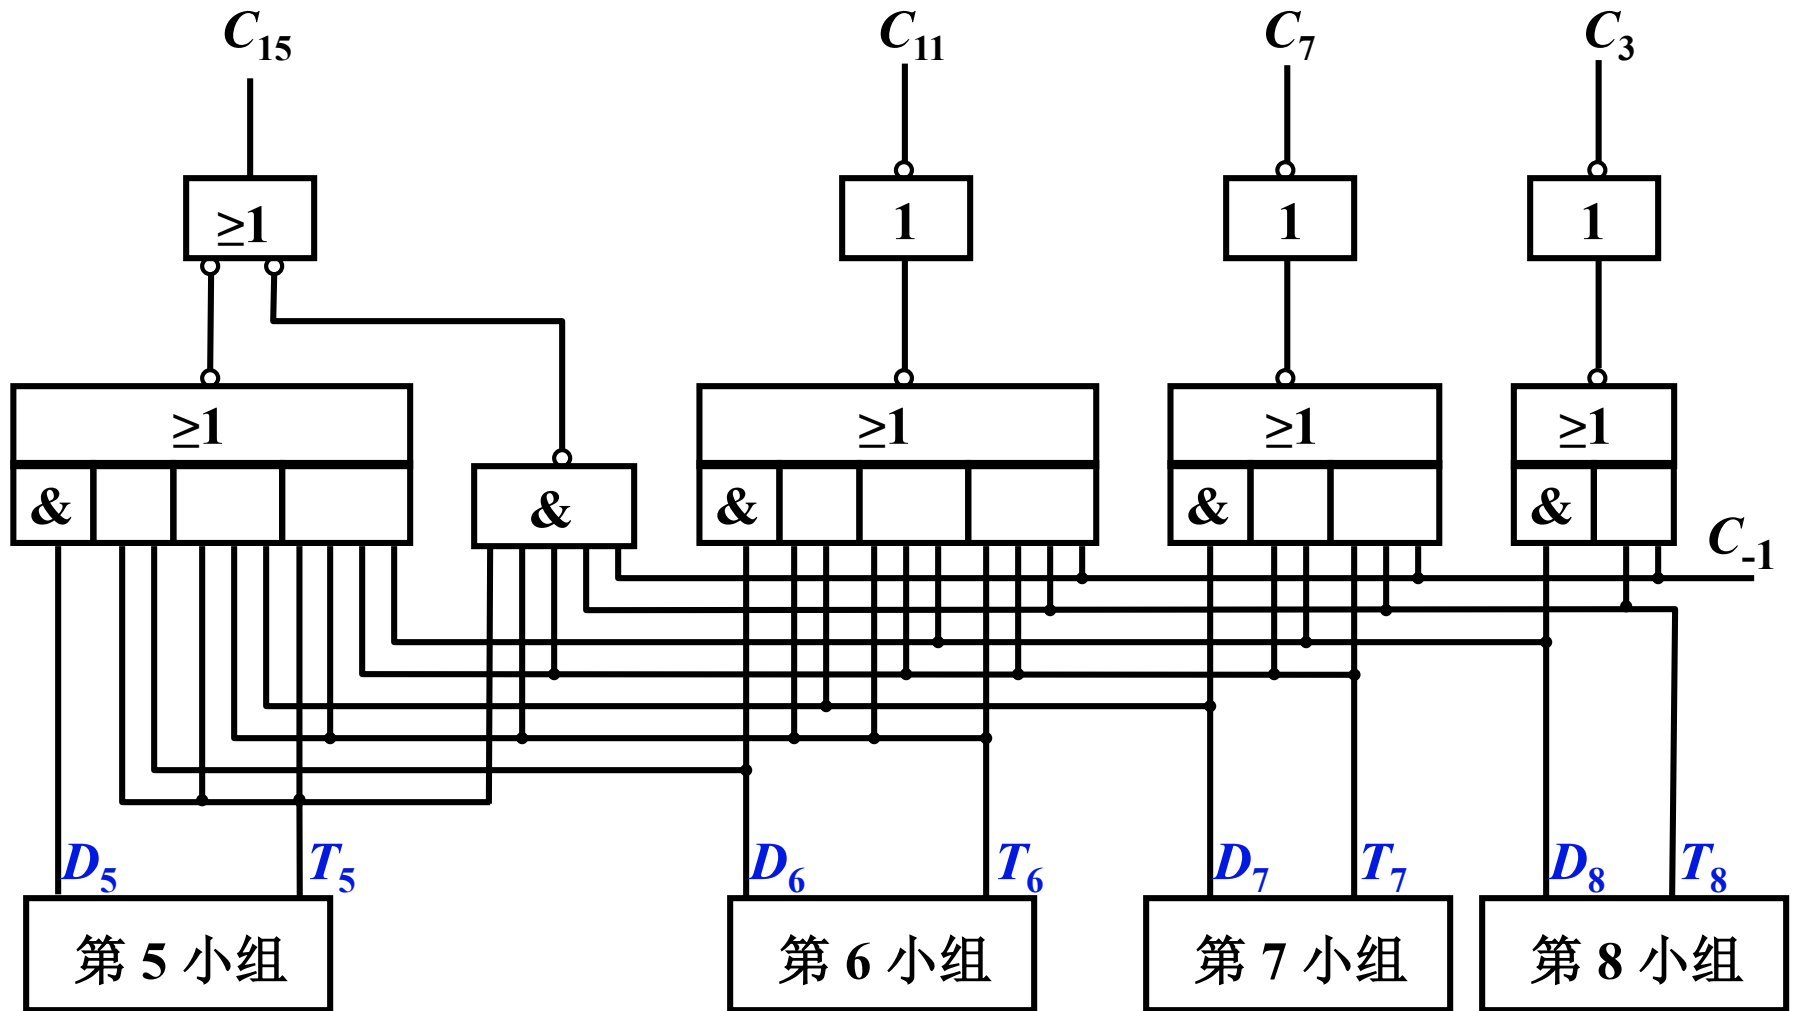 C15 C11 C7 C3
≥1 1 1 1
≥1 ≥1 ≥1 ≥1
& & & & &
C-1
D5 T5 D6 T6 D7 T7 D8 T8
第 5 小组 第 6 小组 第 7 小组 第 8 小组